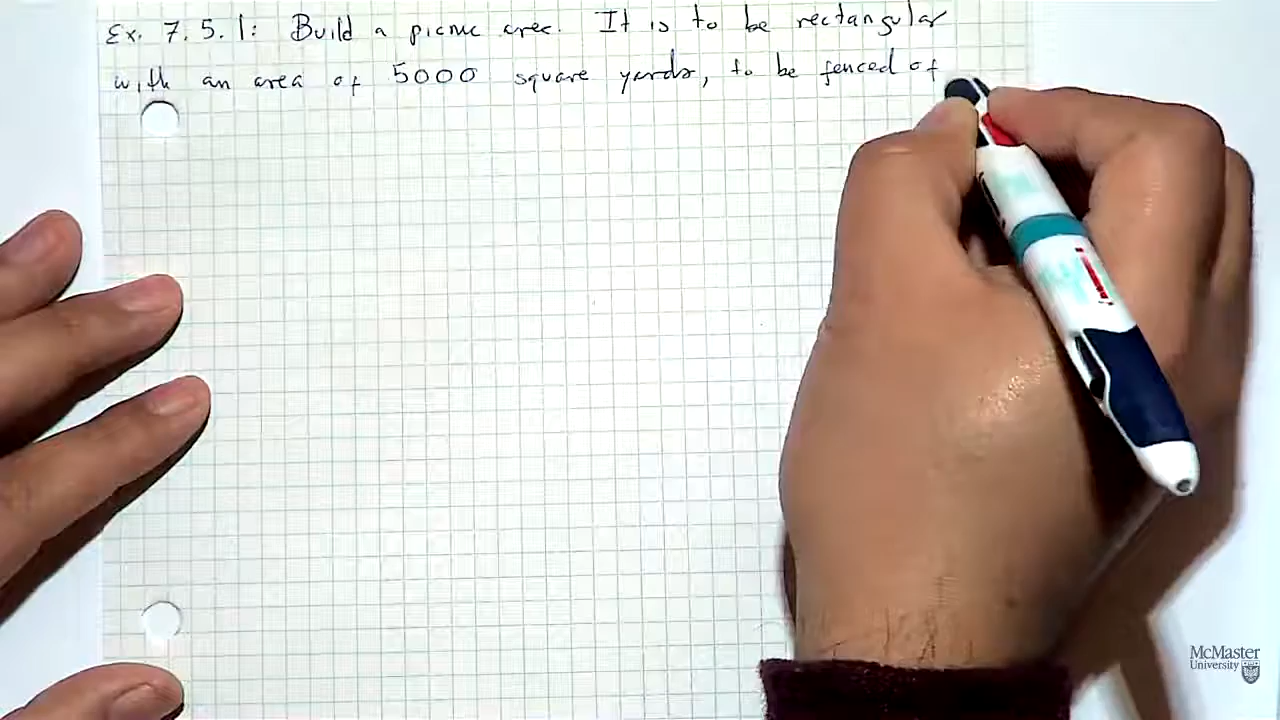 Ex. 7.5.1: Build a picnic area. It is to be rectangular
with an area of 5000 square yards, to be fenced of
McMaster
University